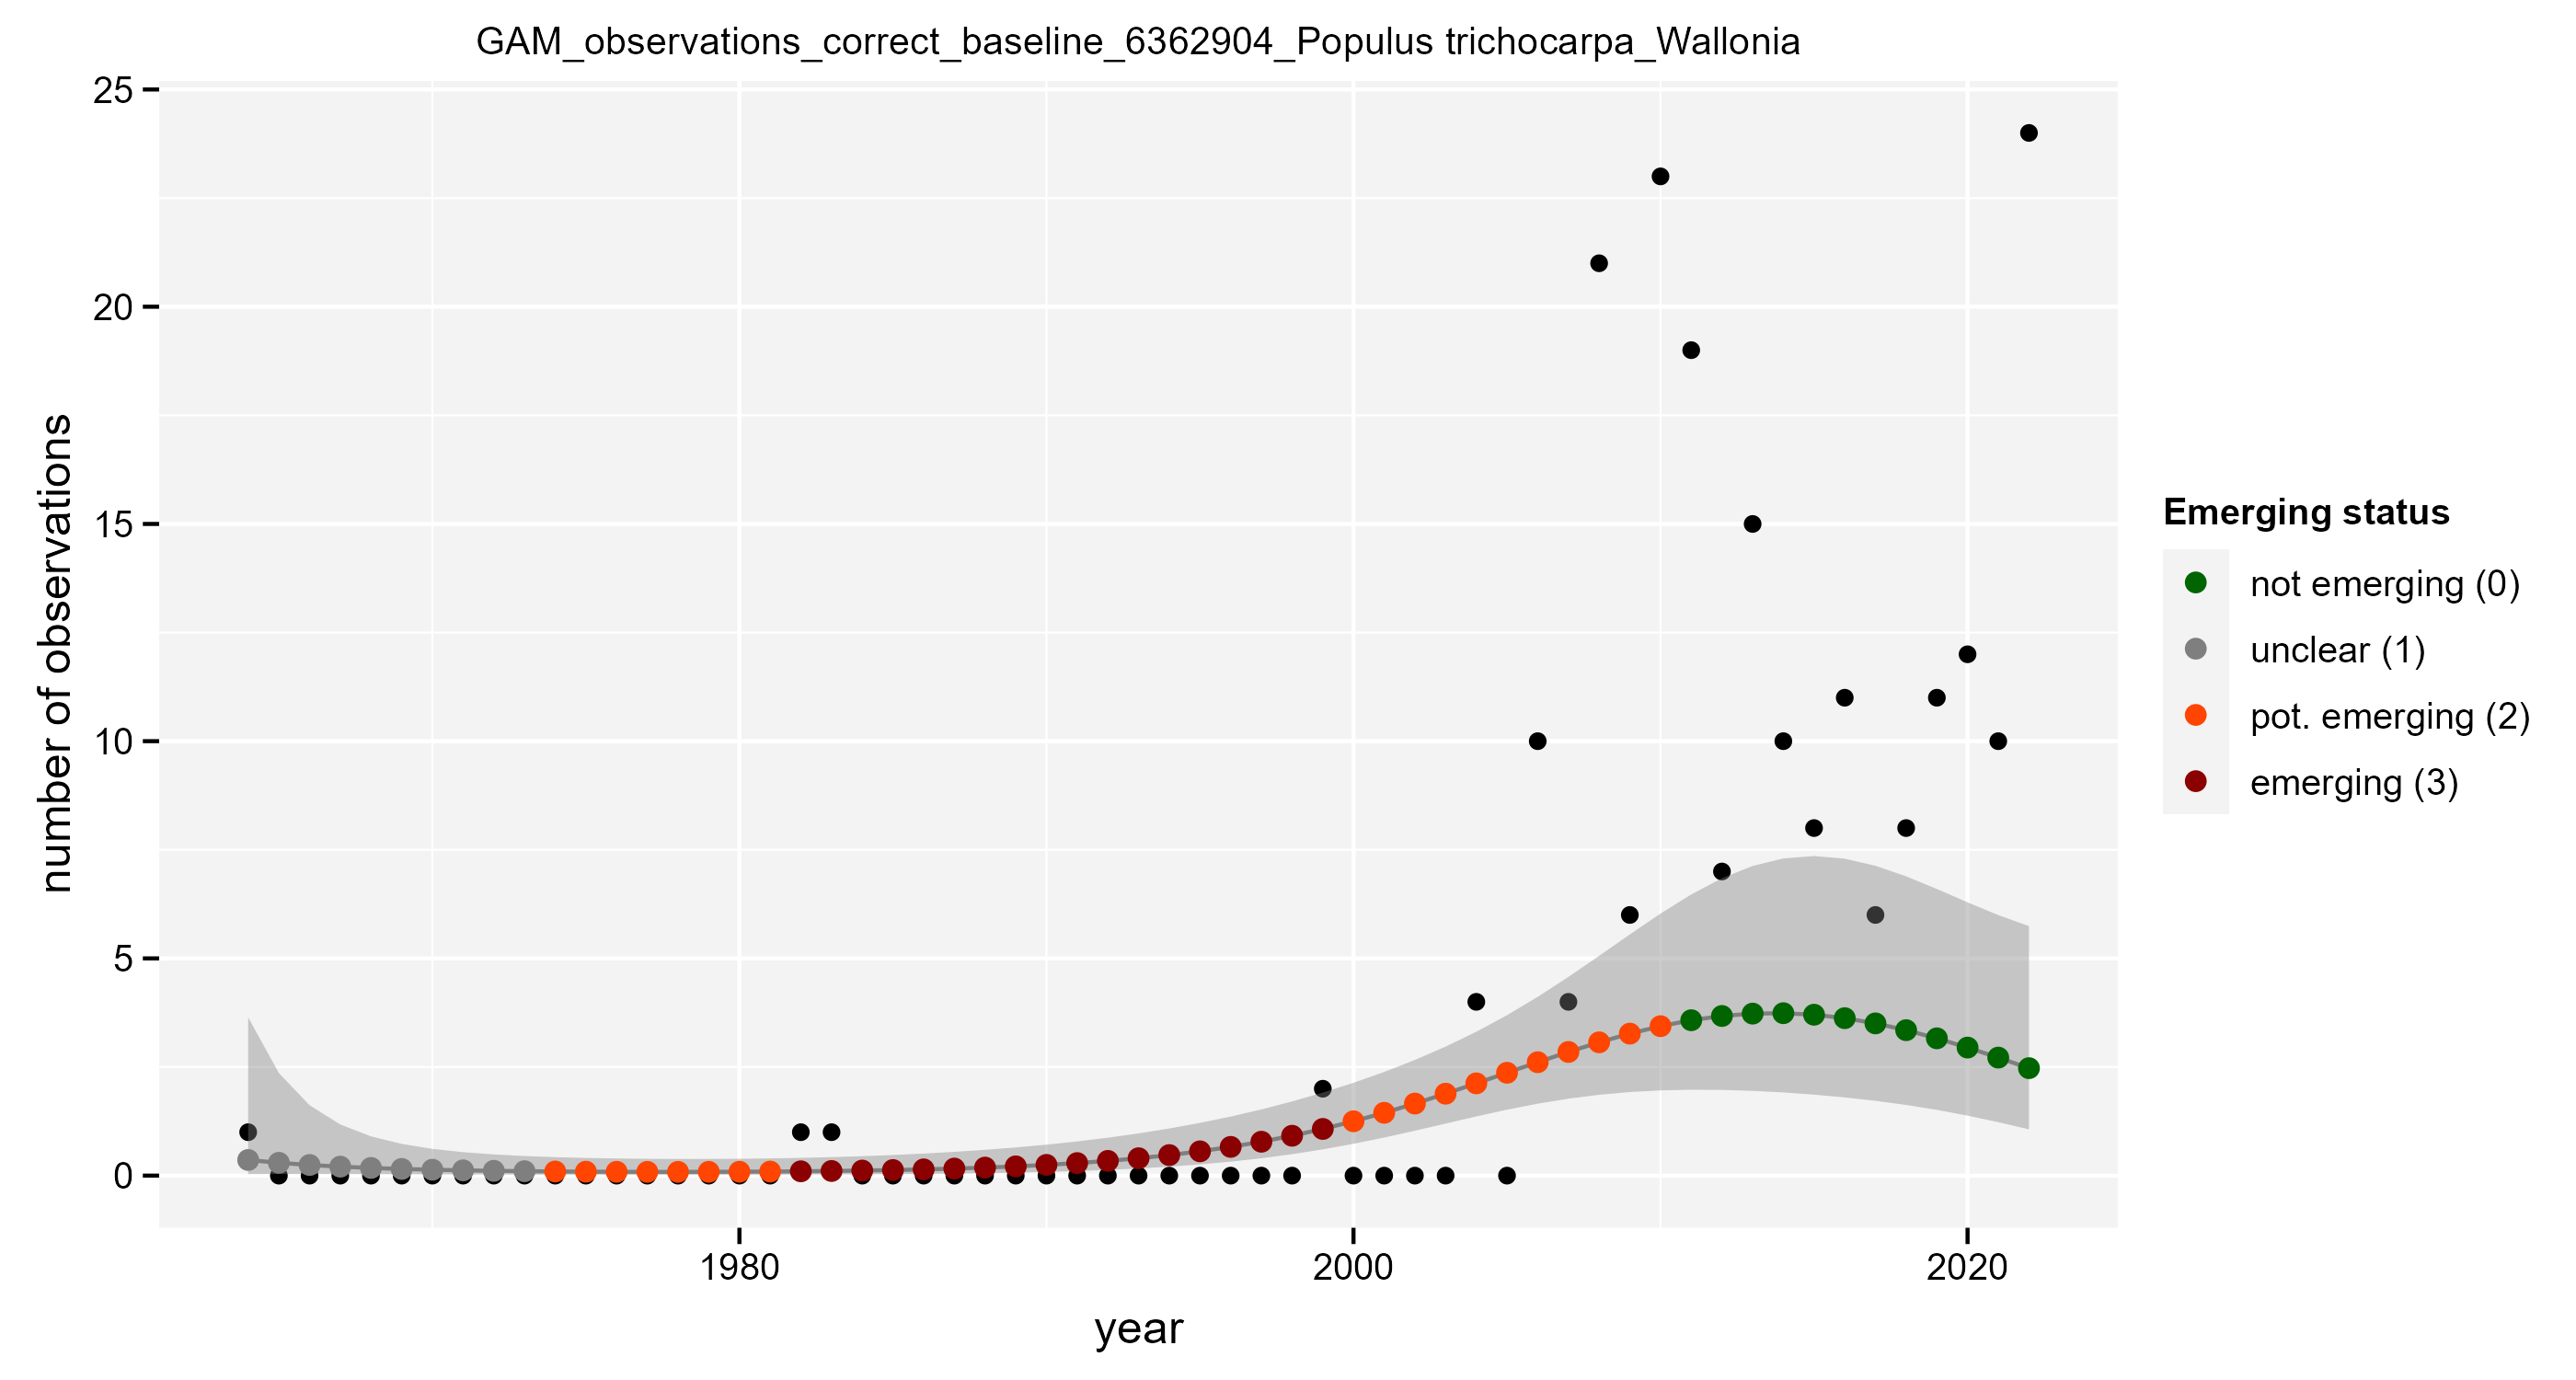 GAM_observations_correct_baseline_6362904_Populus trichocarpa_Wallonia
25
20
15
10
5
0
number of observations
1980
2000
2020
year
Emerging status
not emerging (0)
unclear (1)
pot. emerging (2)
emerging (3)